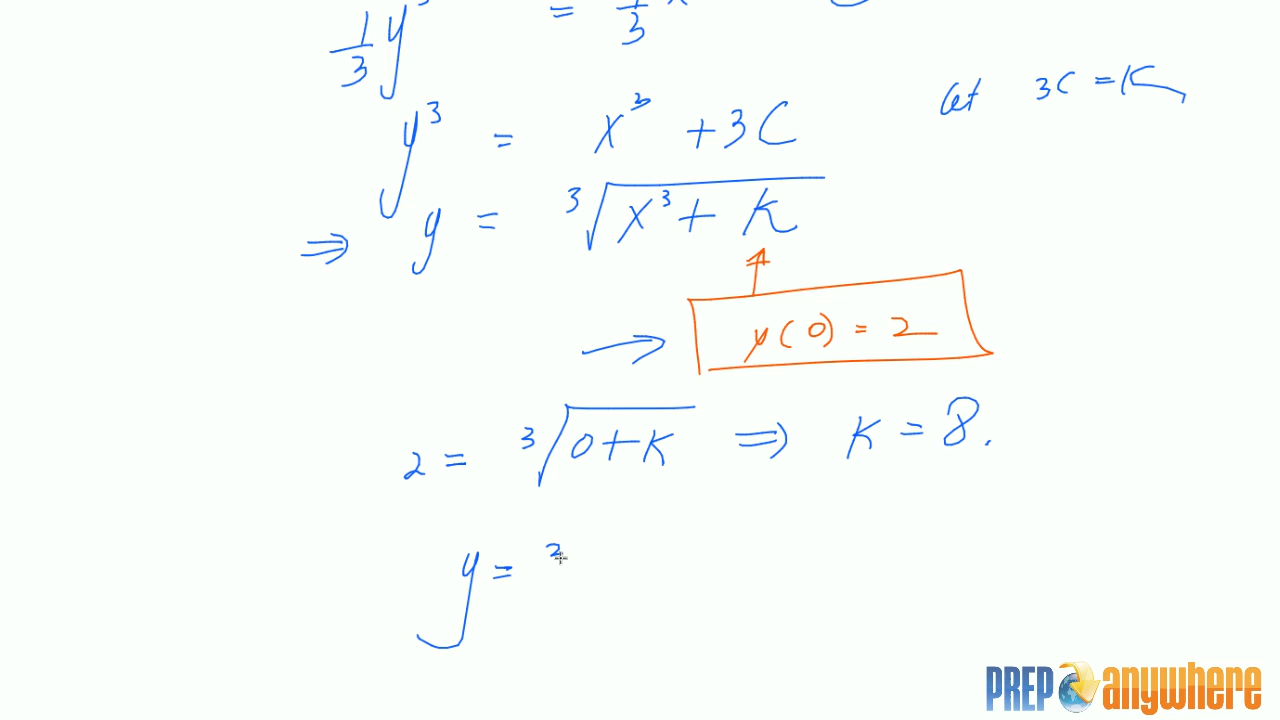 1/3 y³ = 1/3 x
y³ = x³ + 3C let 3C = K
⇒ y = ³√(x³ + K)
→ y(0) = 2
2 = ³√(0+K) ⇒ K = 8.
y =
PREP anywhere